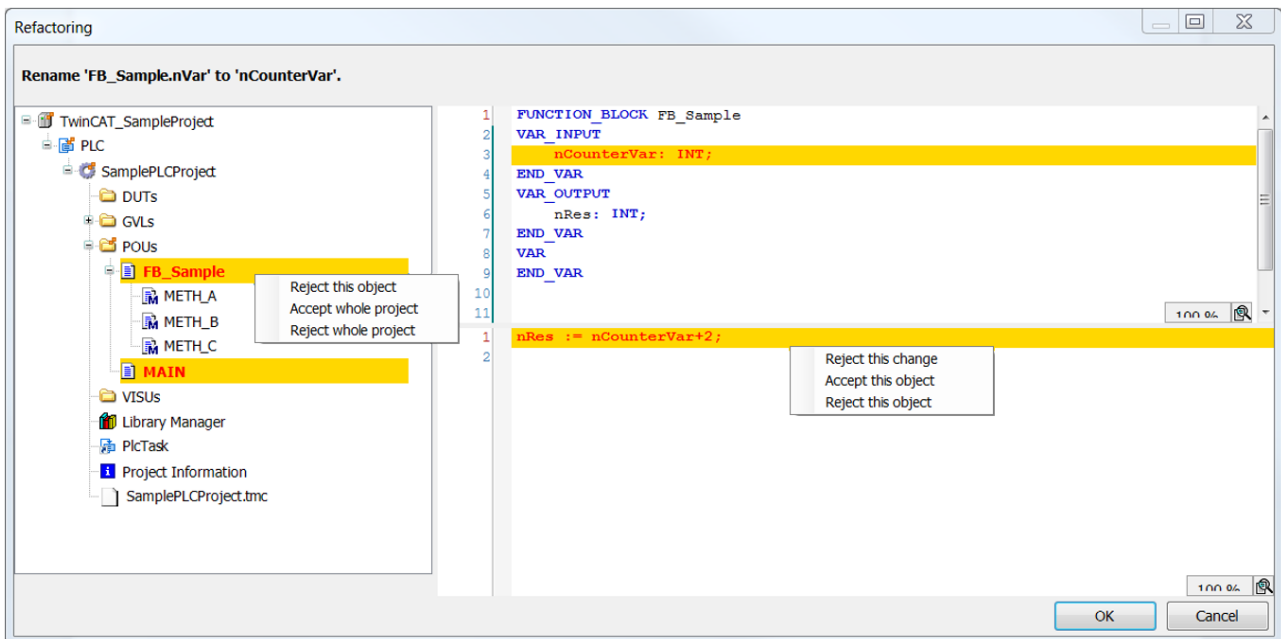 Refactoring
Rename 'FB_Sample.nVar' to 'nCounterVar'.
TwinCAT_SampleProject
PLC
SamplePLCProject
DUTs
GVLs
POUs
FB_Sample
METH_A
METH_B
METH_C
MAIN
VISUs
Library Manager
PlcTask
Project Information
SamplePLCProject.tmc
Reject this object
Accept whole project
Reject whole project
1 FUNCTION_BLOCK FB_Sample
2 VAR_INPUT
3 nCounterVar: INT;
4 END_VAR
5 VAR_OUTPUT
6 nRes: INT;
7 END_VAR
8 VAR
9 END_VAR
10
11
100 %
1 nRes := nCounterVar+2;
2
Reject this change
Accept this object
Reject this object
100 %
OK Cancel